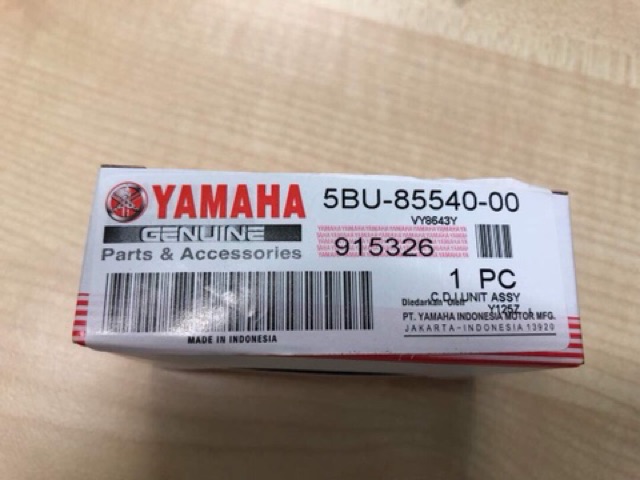 YAMAHA
GENUINE
Parts & Accessories
MADE IN INDONESIA
5BU-85540-00
VY8643Y
915326
1 PC
C.D.I.UNIT ASSY
Diedarkan Oleh
Y125Z
PT. YAMAHA INDONESIA MOTOR MFG.
JAKARTA-INDONESIA 13920